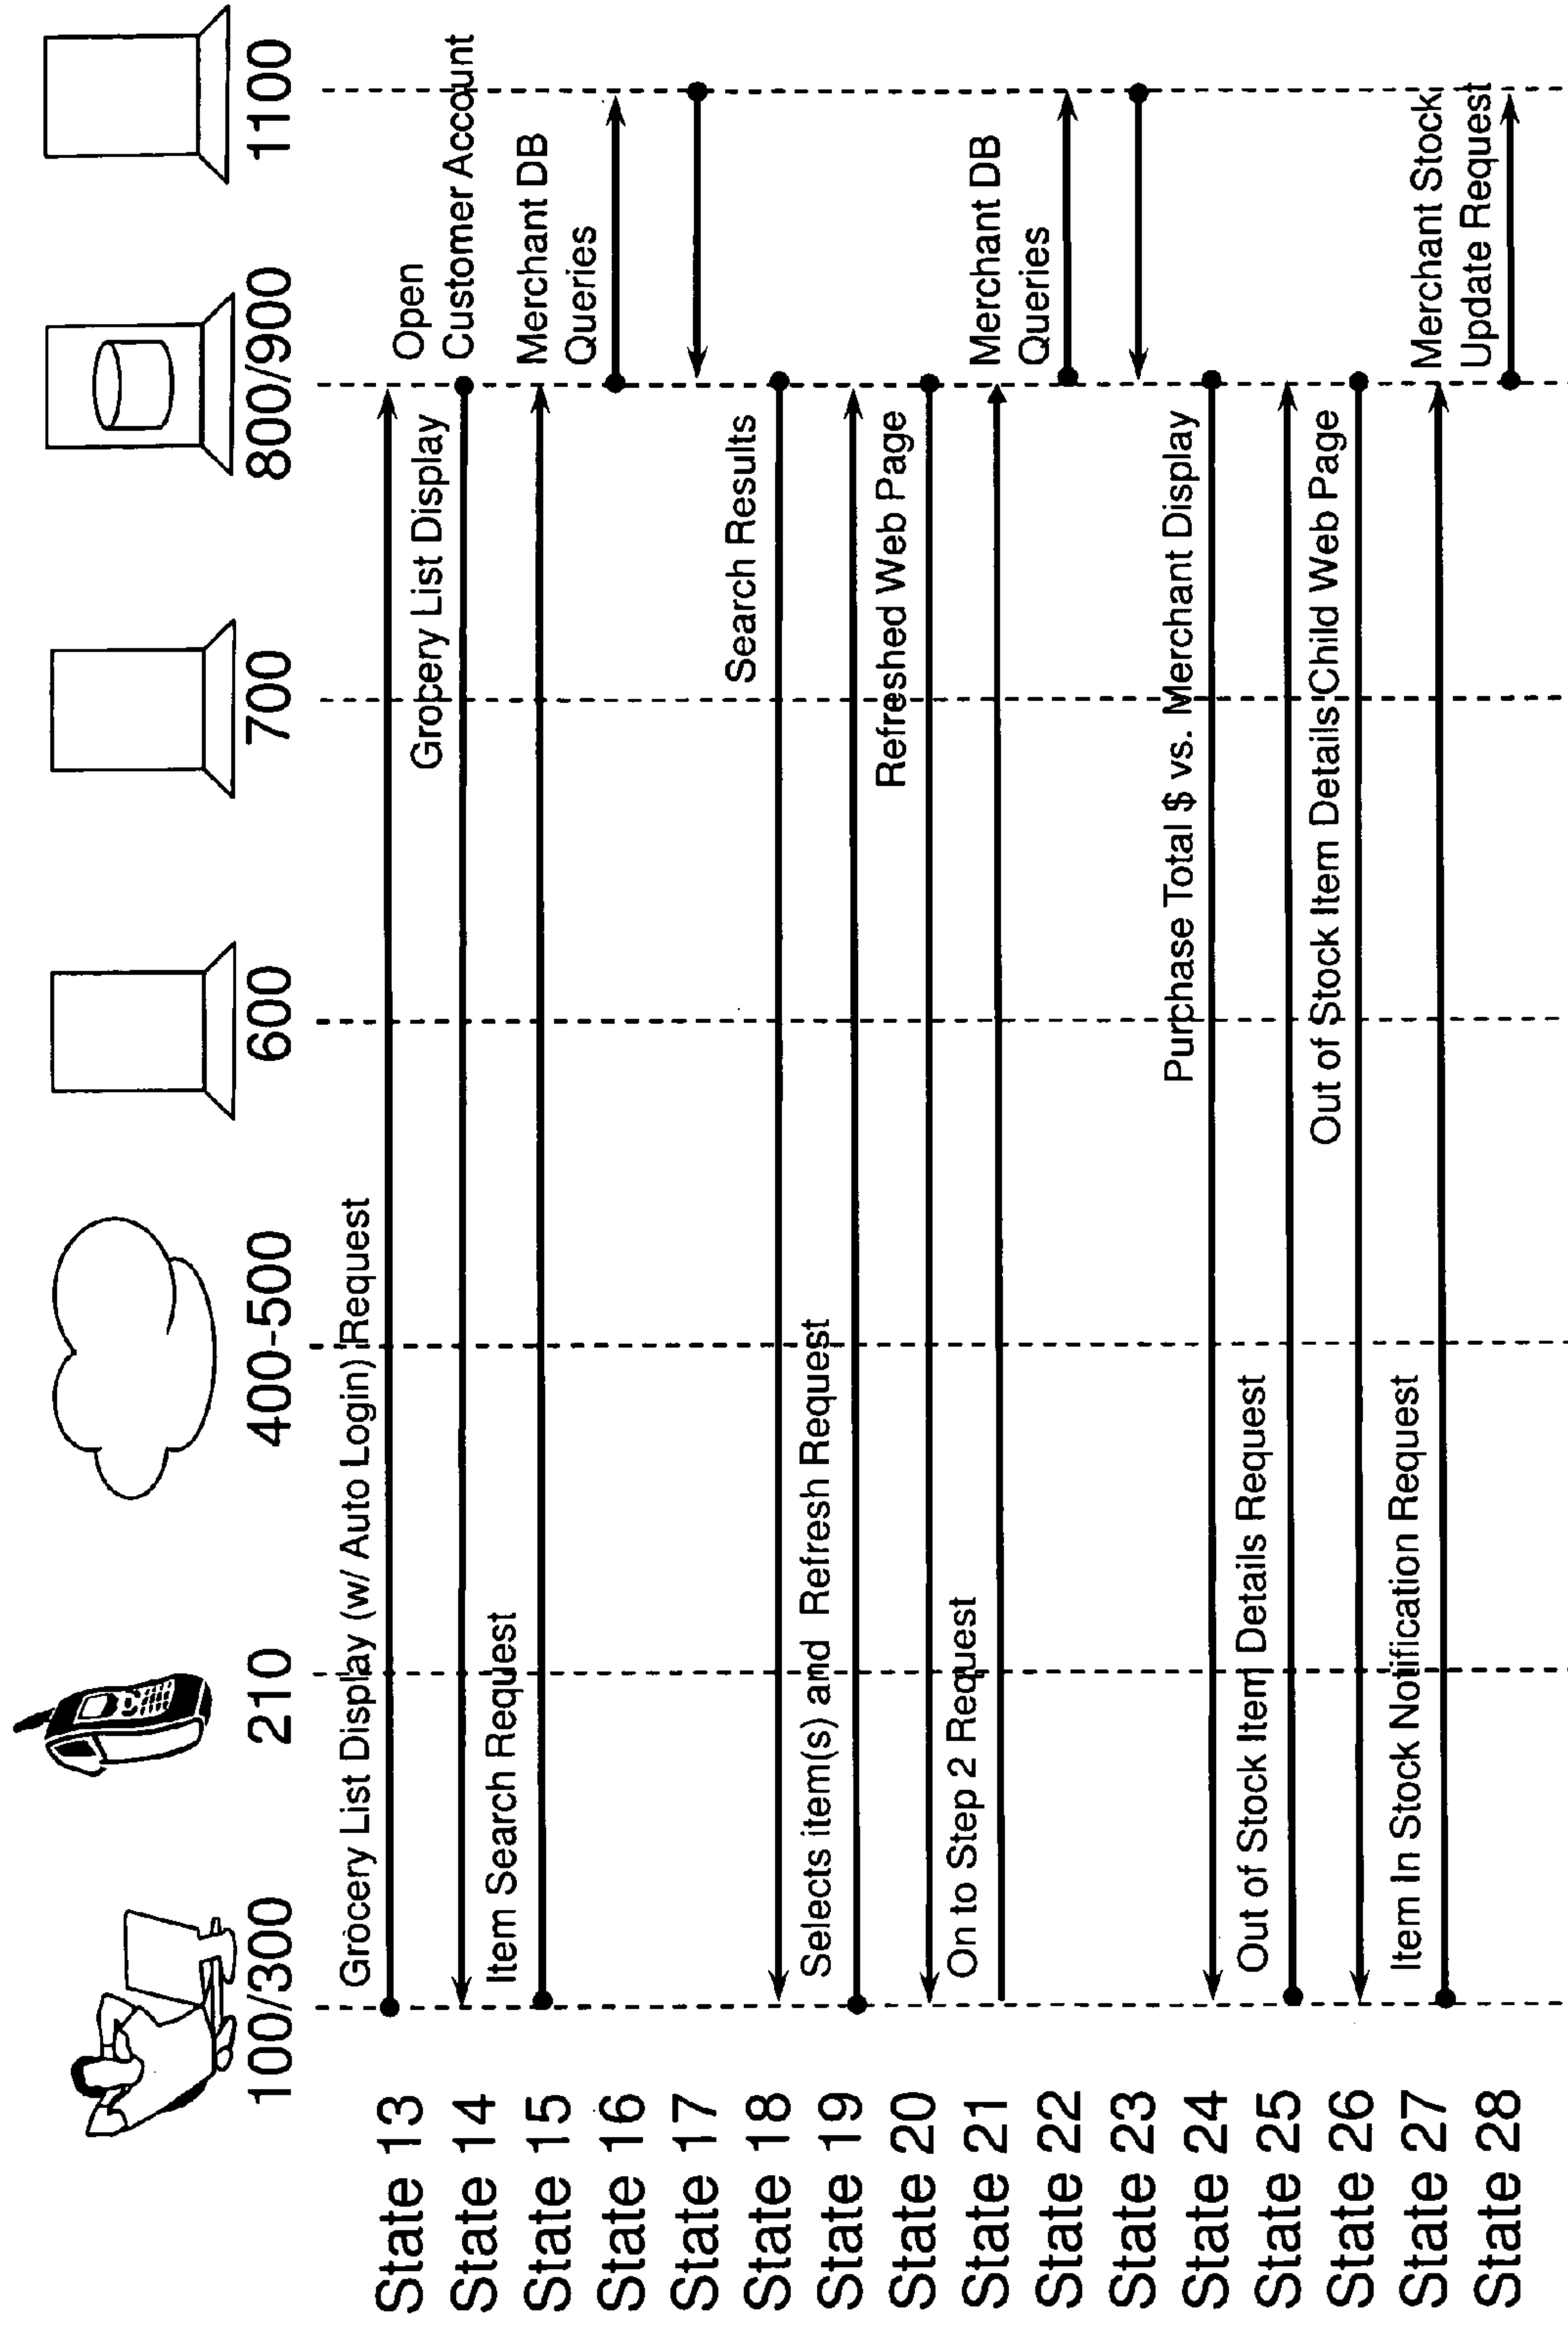 100/300
210
400-500
600
700
800/900
1100
State 13
Grocery List Display (w/ Auto Login) Request
Open
Customer Account
State 14
Grocery List Display
State 15
Item Search Request
Merchant DB
Queries
State 16
State 17
State 18
Search Results
State 19
Selects item(s) and Refresh Request
State 20
Refreshed Web Page
State 21
On to Step 2 Request
Merchant DB
Queries
State 22
State 23
State 24
Purchase Total $ vs. Merchant Display
State 25
Out of Stock Item Details Request
State 26
Out of Stock Item Details Child Web Page
State 27
Item In Stock Notification Request
Merchant Stock
Update Request
State 28